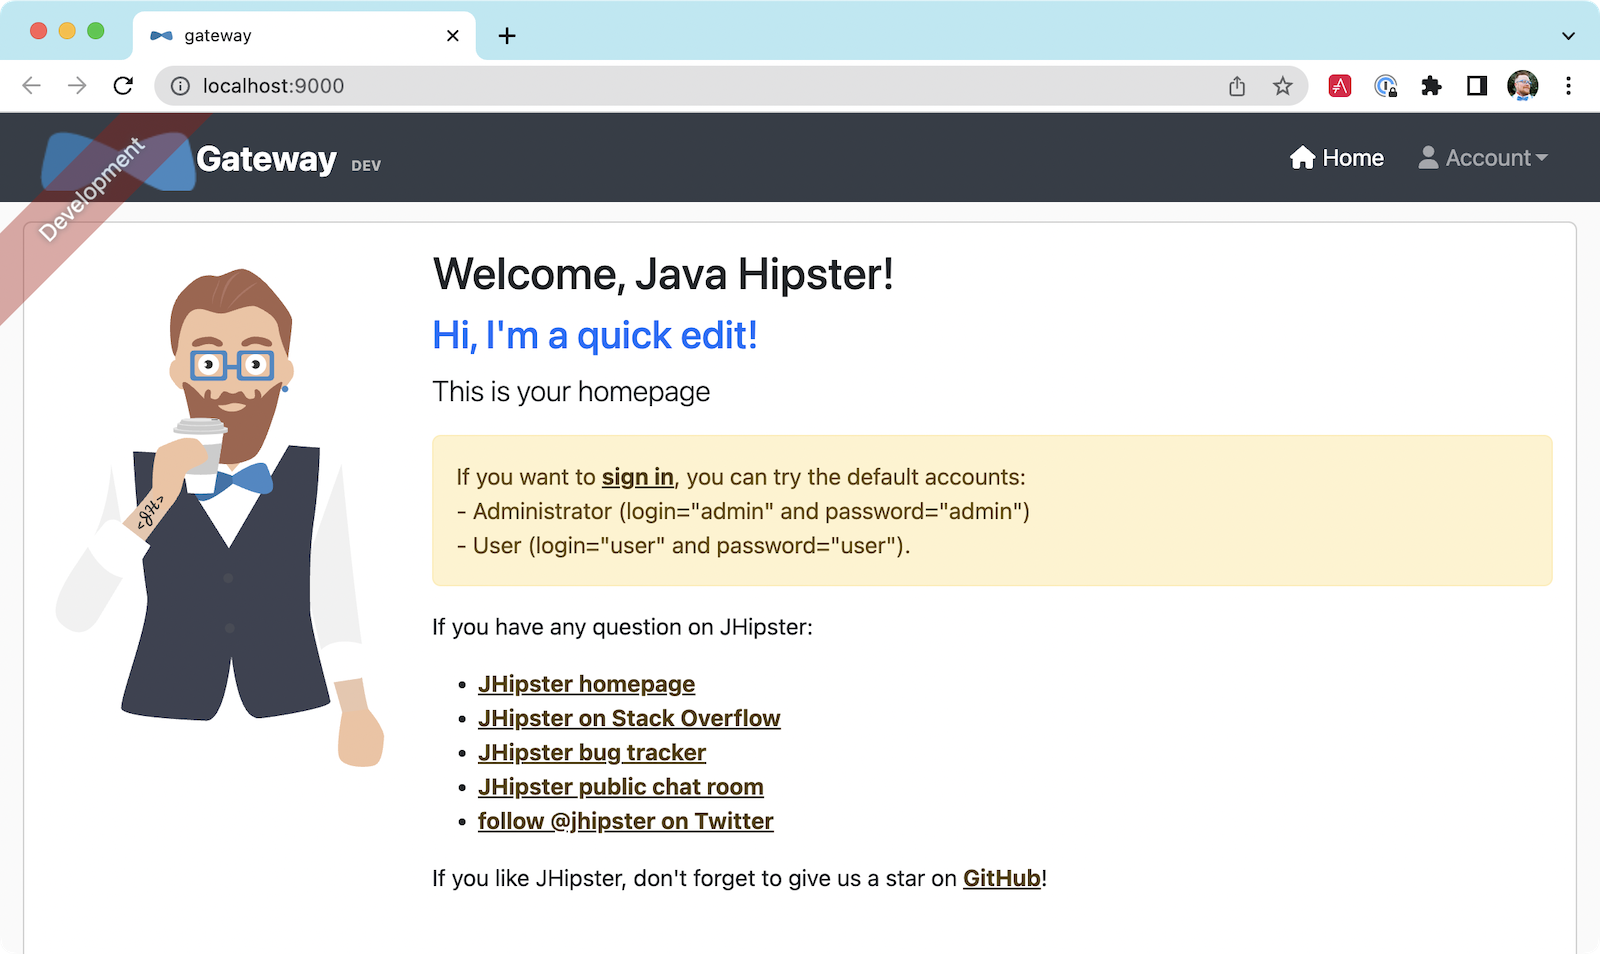 gateway
localhost:9000
Development
Gateway DEV
Home
Account
Welcome, Java Hipster!
Hi, I'm a quick edit!
This is your homepage
If you want to sign in, you can try the default accounts:
- Administrator (login="admin" and password="admin")
- User (login="user" and password="user").
<JH>
If you have any question on JHipster:
• JHipster homepage
• JHipster on Stack Overflow
• JHipster bug tracker
• JHipster public chat room
• follow @jhipster on Twitter
If you like JHipster, don't forget to give us a star on GitHub!